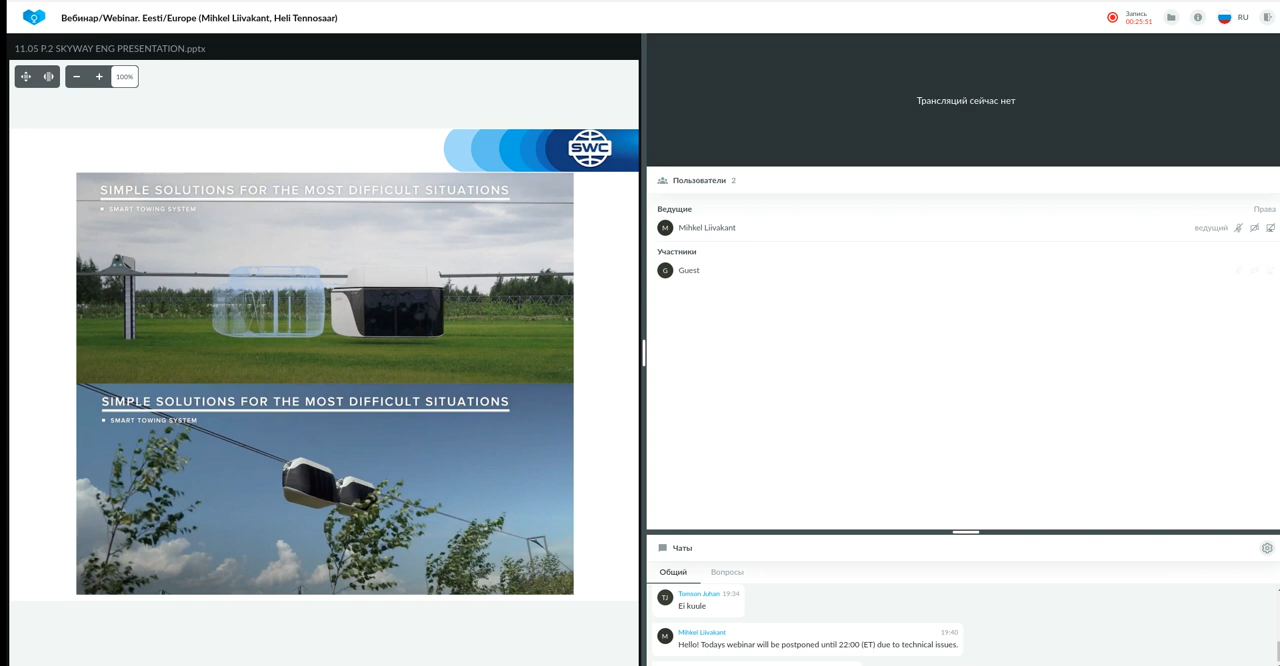 Вебинар/Webinar. Eesti/Europe (Mihkel Liivakant, Heli Tennosaar)
Запись
00:25:51
RU
11.05 P.2 SKYWAY ENG PRESENTATION.pptx
100%
SWC
SIMPLE SOLUTIONS FOR THE MOST DIFFICULT SITUATIONS
SMART TOWING SYSTEM
SIMPLE SOLUTIONS FOR THE MOST DIFFICULT SITUATIONS
SMART TOWING SYSTEM
Трансляций сейчас нет
Пользователи 2
Ведущие Права
M Mihkel Liivakant ведущий
Участники
G Guest
Чаты
Общий Вопросы
TJ Tomson Juhan 19:34
Ei kuule
M Mihkel Liivakant 19:40
Hello! Todays webinar will be postponed until 22:00 (ET) due to technical issues.